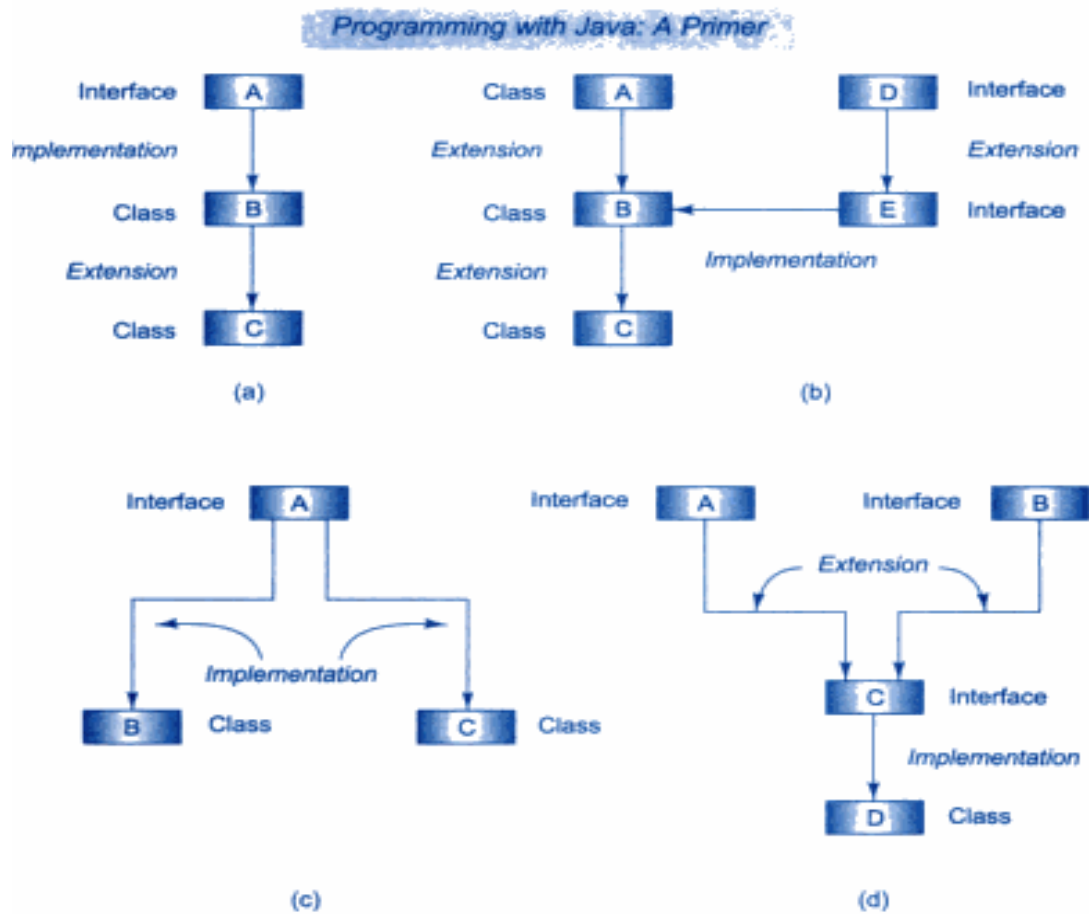 Programming with Java: A Primer
Interface A
Implementation
Class B
Extension
Class C
(a)
Class A
D Interface
Extension
Extension
Class B
E Interface
Implementation
Extension
Class C
(b)
Interface A
Implementation
B Class
C Class
(c)
Interface A
Interface B
Extension
C Interface
Implementation
D Class
(d)